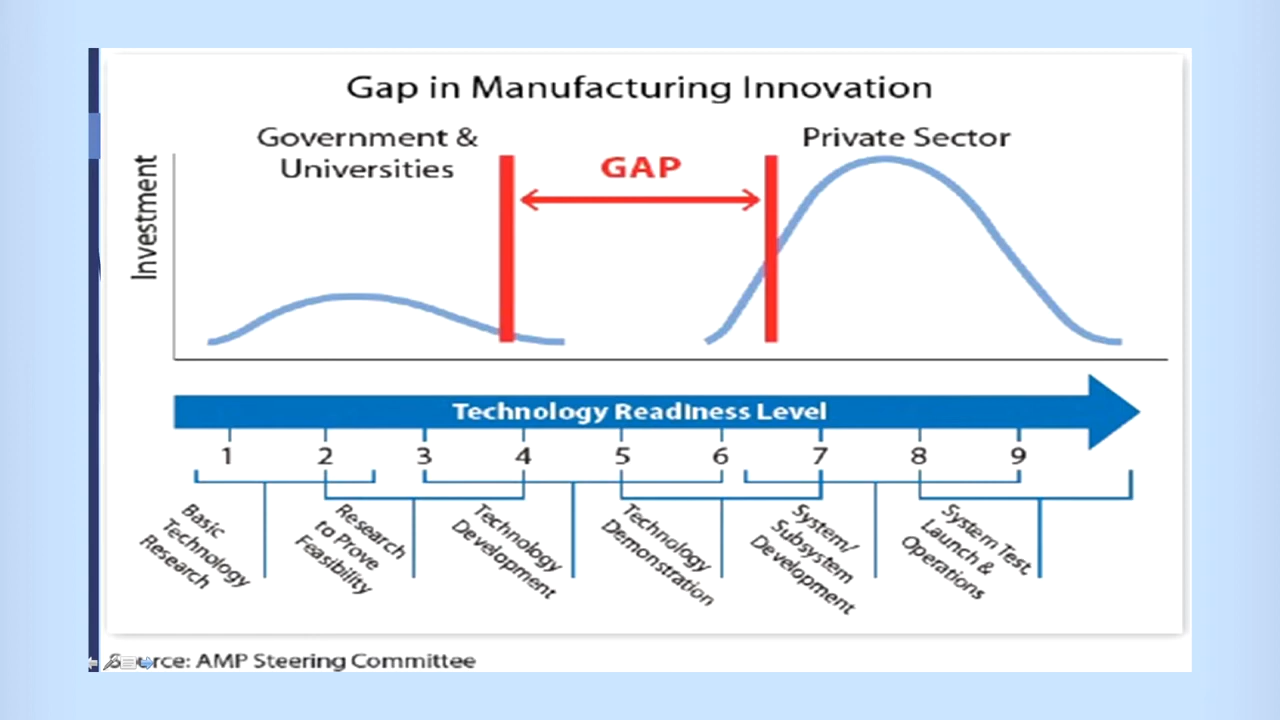 Gap in Manufacturing Innovation
Government &
Universities
Private Sector
GAP
Investment
Technology Readiness Level
1 2 3 4 5 6 7 8 9
Basic
Technology
Research
Research
to Prove
Feasibility
Technology
Development
Technology
Demonstration
System/
Subsystem
Development
System Test,
Launch &
Operations
Source: AMP Steering Committee